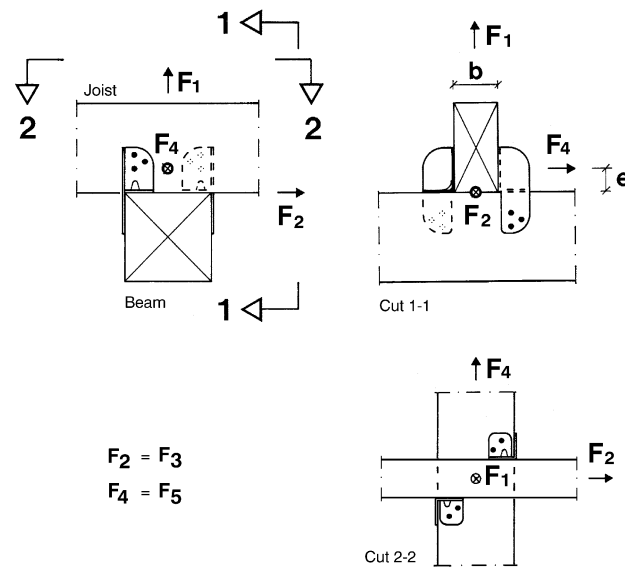 1
F1
2
2
Joist
F4
F2
Beam
1
F1
b
F4
e
F2
Cut 1-1
F4
F2
F1
Cut 2-2
F2 = F3
F4 = F5